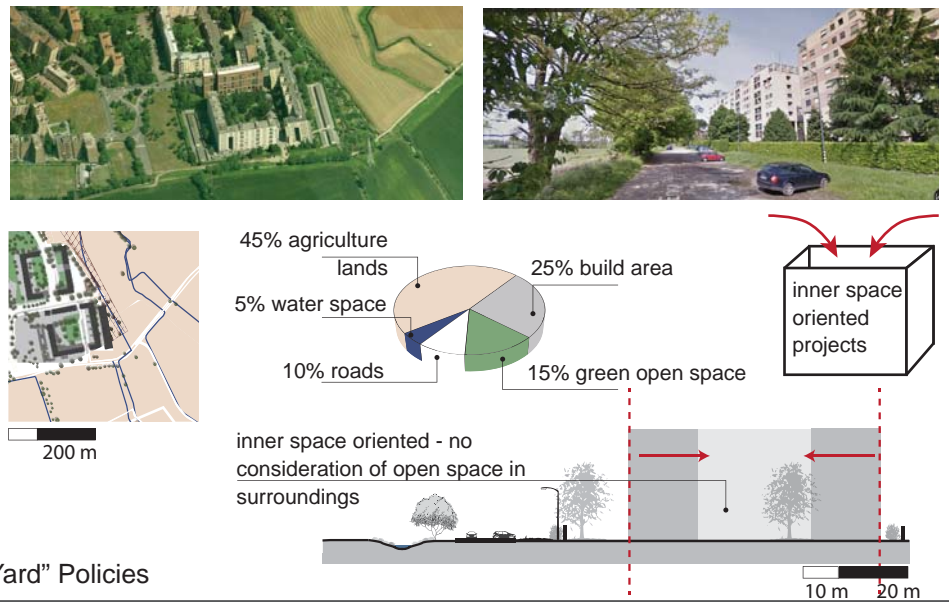 45% agriculture
lands
25% build area
5% water space
10% roads
15% green open space
inner space
oriented
projects
200 m
inner space oriented - no
consideration of open space in
surroundings
10 m
20 m
ard” Policies